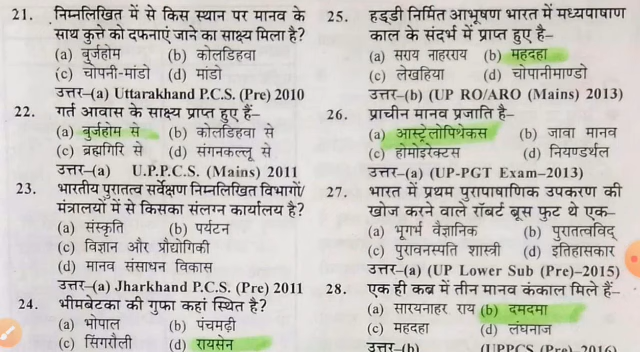 21. निम्नलिखित में से किस स्थान पर मानव के
साथ कुत्ते को दफनाएं जाने का साक्ष्य मिला है?
(a) बुर्जहोम (b) कोलडिहवा
(c) चोपनी-मांडो (d) मांडो
उत्तर–(a) Uttarakhand P.C.S. (Pre) 2010
22. गर्त आवास के साक्ष्य प्राप्त हुए हैं–
(a) बुर्जहोम से (b) कोलडिहवा से
(c) ब्रह्मगिरि से (d) संगनकल्लू से
उत्तर–(a) U.P.P.C.S. (Mains) 2011
23. भारतीय पुरातत्व सर्वेक्षण निम्नलिखित विभागों/
मंत्रालयों में से किसका संलग्न कार्यालय है?
(a) संस्कृति (b) पर्यटन
(c) विज्ञान और प्रौद्योगिकी
(d) मानव संसाधन विकास
उत्तर–(a) Jharkhand P.C.S. (Pre) 2011
24. भीमबेटका की गुफा कहां स्थित है?
(a) भोपाल (b) पंचमढ़ी
(c) सिंगरौली (d) रायसेन
25. हड्डी निर्मित आभूषण भारत में मध्यपाषाण
काल के संदर्भ में प्राप्त हुए है–
(a) सराय नाहरराय (b) महदहा
(c) लेखहिया (d) चोपानीमाण्डो
उत्तर–(b) (UP RO/ARO (Mains) 2013)
26. प्राचीन मानव प्रजाति है–
(a) आस्ट्रेलोपिथेकस (b) जावा मानव
(c) होमोइरेक्टस (d) नियण्डर्थल
उत्तर–(a) (UP-PGT Exam–2013)
27. भारत में प्रथम पुरापाषाणिक उपकरण की
खोज करने वाले रॉबर्ट ब्रूस फुट थे एक–
(a) भूगर्भ वैज्ञानिक (b) पुरातत्वविद्
(c) पुरावनस्पति शास्त्री (d) इतिहासकार
उत्तर–(a) (UP Lower Sub (Pre)–2015)
28. एक ही कब्र में तीन मानव कंकाल मिले हैं–
(a) सारयनाहर राय (b) दमदमा
(c) महदहा (d) लंघनाज
उत्तर–(b) (UPPCS (Pre) 2016)